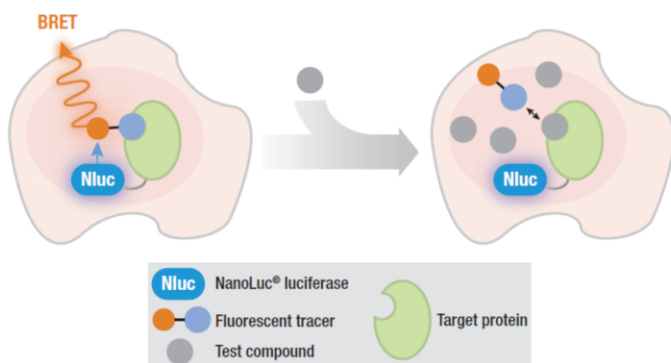 BRET
Nluc
Nluc
Nluc NanoLuc® luciferase
Fluorescent tracer
Target protein
Test compound